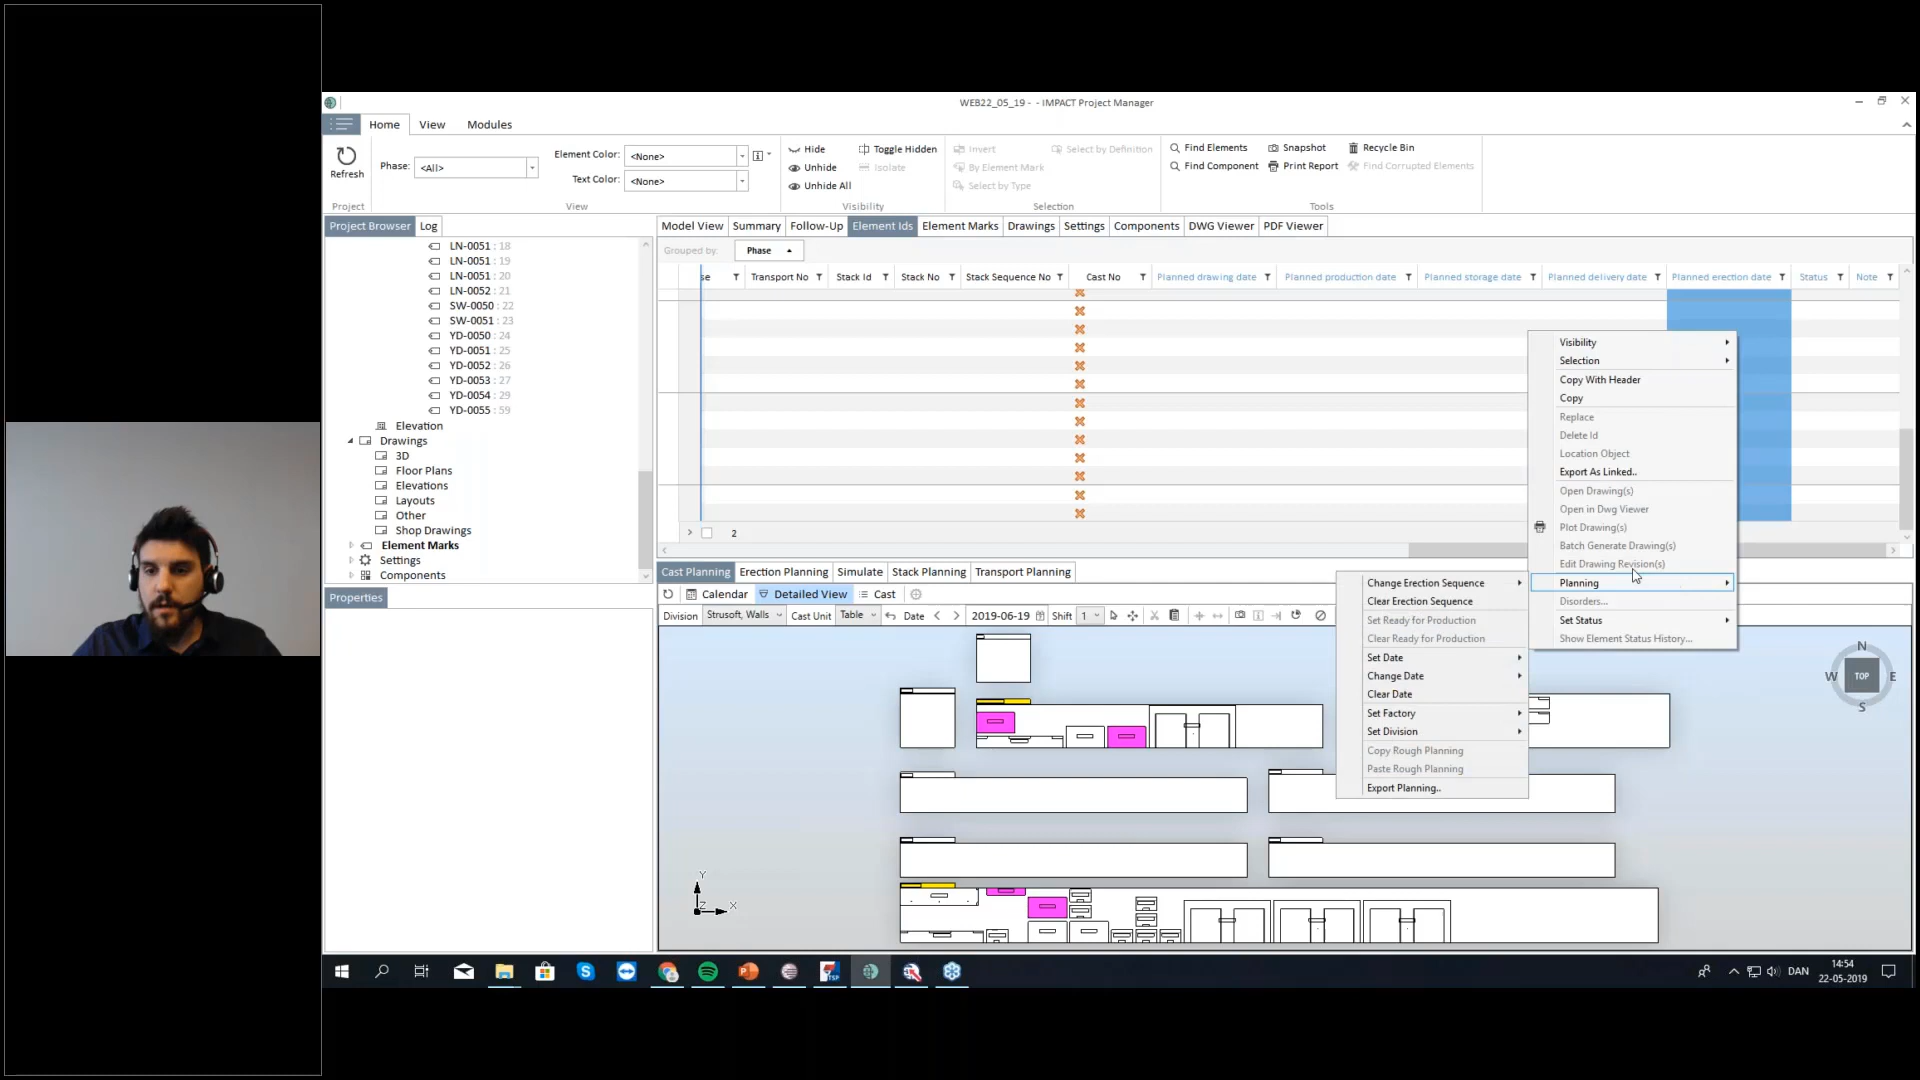 WEB22_05_19 - - IMPACT Project Manager
Home View Modules
Refresh
Project
Phase: <All>
Element Color: <None>
Text Color: <None>
View
Hide
Unhide
Unhide All
Toggle Hidden
Isolate
Visibility
Invert
By Element Mark
Select by Type
Select by Definition
Selection
Find Elements
Find Component
Snapshot
Print Report
Recycle Bin
Find Corrupted Elements
Tools
Project Browser Log
LN-0051 : 18
LN-0051 : 19
LN-0051 : 20
LN-0052 : 21
SW-0050 : 22
SW-0051 : 23
YD-0050 : 24
YD-0051 : 25
YD-0052 : 26
YD-0053 : 27
YD-0054 : 29
YD-0055 : 59
Elevation
Drawings
3D
Floor Plans
Elevations
Layouts
Other
Shop Drawings
Element Marks
Settings
Components
Properties
Model View Summary Follow-Up Element Ids Element Marks Drawings Settings Components DWG Viewer PDF Viewer
Grouped by: Phase
se Transport No Stack Id Stack No Stack Sequence No Cast No Planned drawing date Planned production date Planned storage date Planned delivery date Planned erection date Status Note
2
Visibility
Selection
Copy With Header
Copy
Replace
Delete Id
Location Object
Export As Linked..
Open Drawing(s)
Open in Dwg Viewer
Plot Drawing(s)
Batch Generate Drawing(s)
Edit Drawing Revision(s)
Planning
Disorders...
Set Status
Show Element Status History...
Change Erection Sequence
Clear Erection Sequence
Set Ready for Production
Clear Ready for Production
Set Date
Change Date
Clear Date
Set Factory
Set Division
Copy Rough Planning
Paste Rough Planning
Export Planning..
Cast Planning Erection Planning Simulate Stack Planning Transport Planning
Calendar Detailed View Cast
Division Strusoft, Walls Cast Unit Table Date 2019-06-19 Shift 1
N
W TOP E
S
Y
Z X
DAN
14:54
22-05-2019